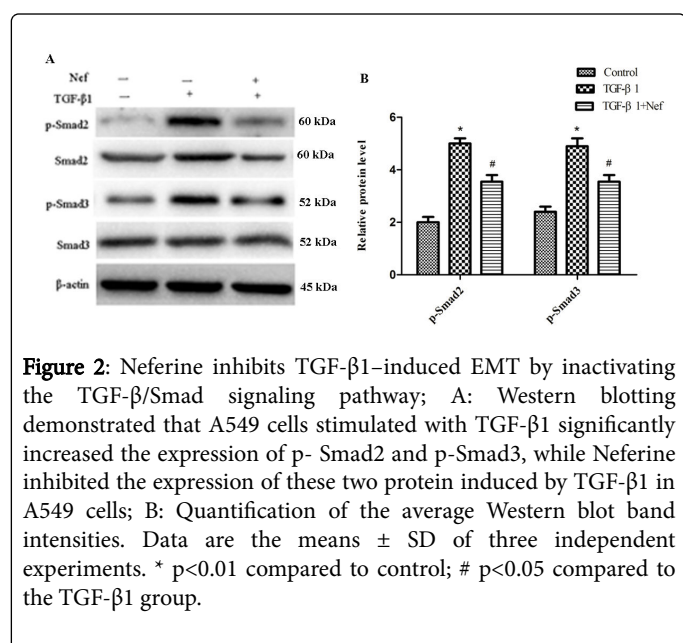 A
Nef — — +
TGF-β1 — + +
p-Smad2 60 kDa
Smad2 60 kDa
p-Smad3 52 kDa
Smad3 52 kDa
β-actin 45 kDa
B
Control
TGF-β 1
TGF-β 1+Nef
Relative protein level
6
4
2
0
* # * #
p-Smad2 p-Smad3
Figure 2: Neferine inhibits TGF-β1–induced EMT by inactivating
the TGF-β/Smad signaling pathway; A: Western blotting
demonstrated that A549 cells stimulated with TGF-β1 significantly
increased the expression of p- Smad2 and p-Smad3, while Neferine
inhibited the expression of these two protein induced by TGF-β1 in
A549 cells; B: Quantification of the average Western blot band
intensities. Data are the means ± SD of three independent
experiments. * p<0.01 compared to control; # p<0.05 compared to
the TGF-β1 group.